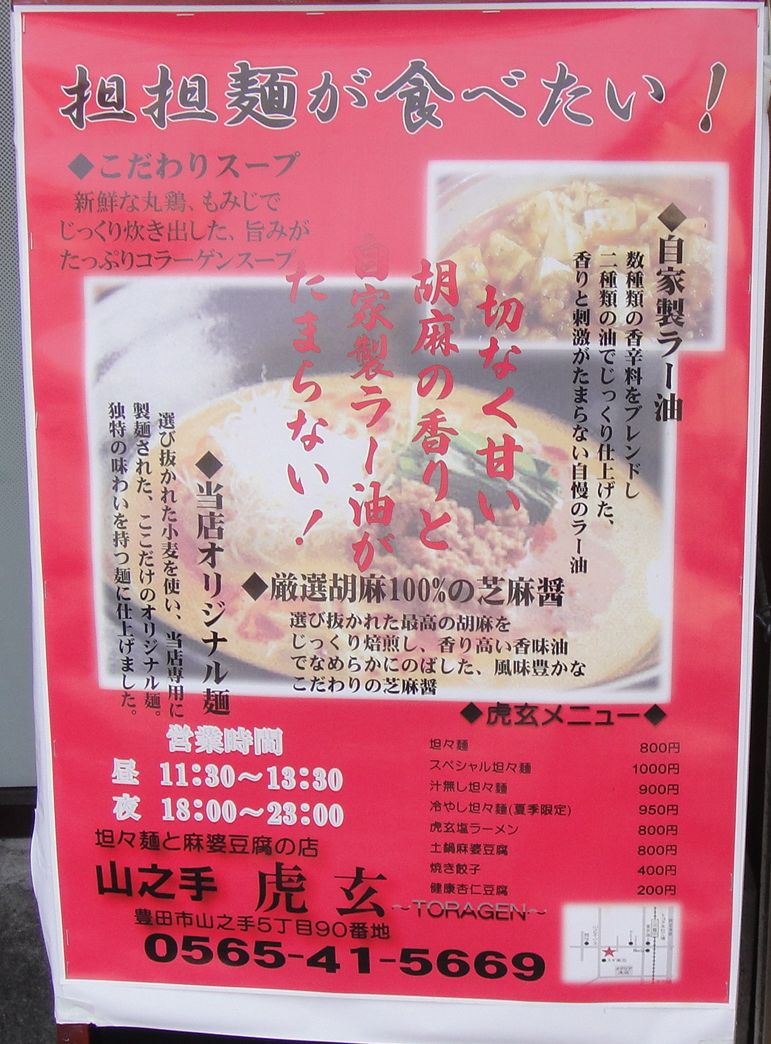 担担麺が食べたい！
◆こだわりスープ
新鮮な丸鶏、もみじで
じっくり炊き出した、旨みが
たっぷりコラーゲンスープ
◆自家製ラー油
数種類の香辛料をブレンドし
二種類の油でじっくり仕上げた、
香りと刺激がたまらない自慢のラー油
切なく甘い
胡麻の香りと
自家製ラー油が
たまらない！
◆当店オリジナル麺
選び抜かれた小麦を使い、当店専用に
製麺された、ここだけのオリジナル麺。
独特の味わいを持つ麺に仕上げました。
◆厳選胡麻100%の芝麻醤
選び抜かれた最高の胡麻を
じっくり焙煎し、香り高い香味油
でなめらかにのばした、風味豊かな
こだわりの芝麻醤
◆虎玄メニュー◆
坦々麺 800円
スペシャル坦々麺 1000円
汁無し坦々麺 900円
冷やし坦々麺(夏季限定) 950円
虎玄塩ラーメン 800円
土鍋麻婆豆腐 800円
焼き餃子 400円
健康杏仁豆腐 200円
営業時間
昼 11:30～13:30
夜 18:00～23:00
坦々麺と麻婆豆腐の店
山之手 虎玄 ～TORAGEN～
豊田市山之手5丁目90番地
0565-41-5669